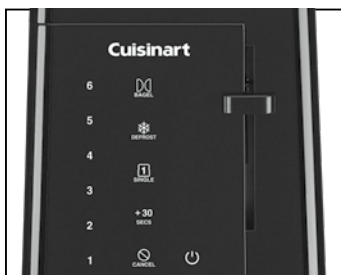 Cuisinart
6
BAGEL
5
DEFROST
4
1
SINGLE
3
+30
2
SECS
1
CANCEL